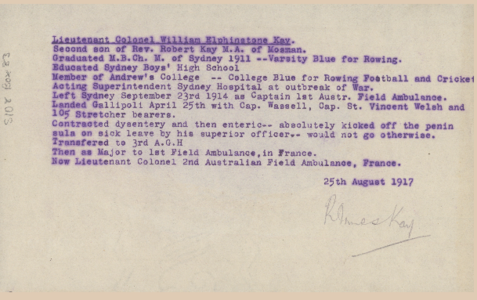 Lieutenant Colonel William Elphinstone Kay.
Second son of Rev. Robert Kay M.A. of Mosman.
Graduated M.B.Ch. M. of Sydney 1911 --Varsity Blue for Rowing.
Educated Sydney Boys' High School
Member of Andrew's College -- College Blue for Rowing Football and Cricket
Acting Superintendent Sydney Hospital at outbreak of War.
Left Sydney September 23rd 1914 as Captain 1st Austr. Field Ambulance.
Landed Gallipoli April 25th with Cap. Wassell, Cap. St. Vincent Welch and
105 Stretcher bearers.
Contracted dysentery and then enteric-- absolutely kicked off the penin
sula on sick leave by his superior officer-- would not go otherwise.
Transfered to 3rd A.G.H
Then as Major to 1st Field Ambulance,in France.
Now Lieutenant Colonel 2nd Australian Field Ambulance, France.
25th August 1917
Kay